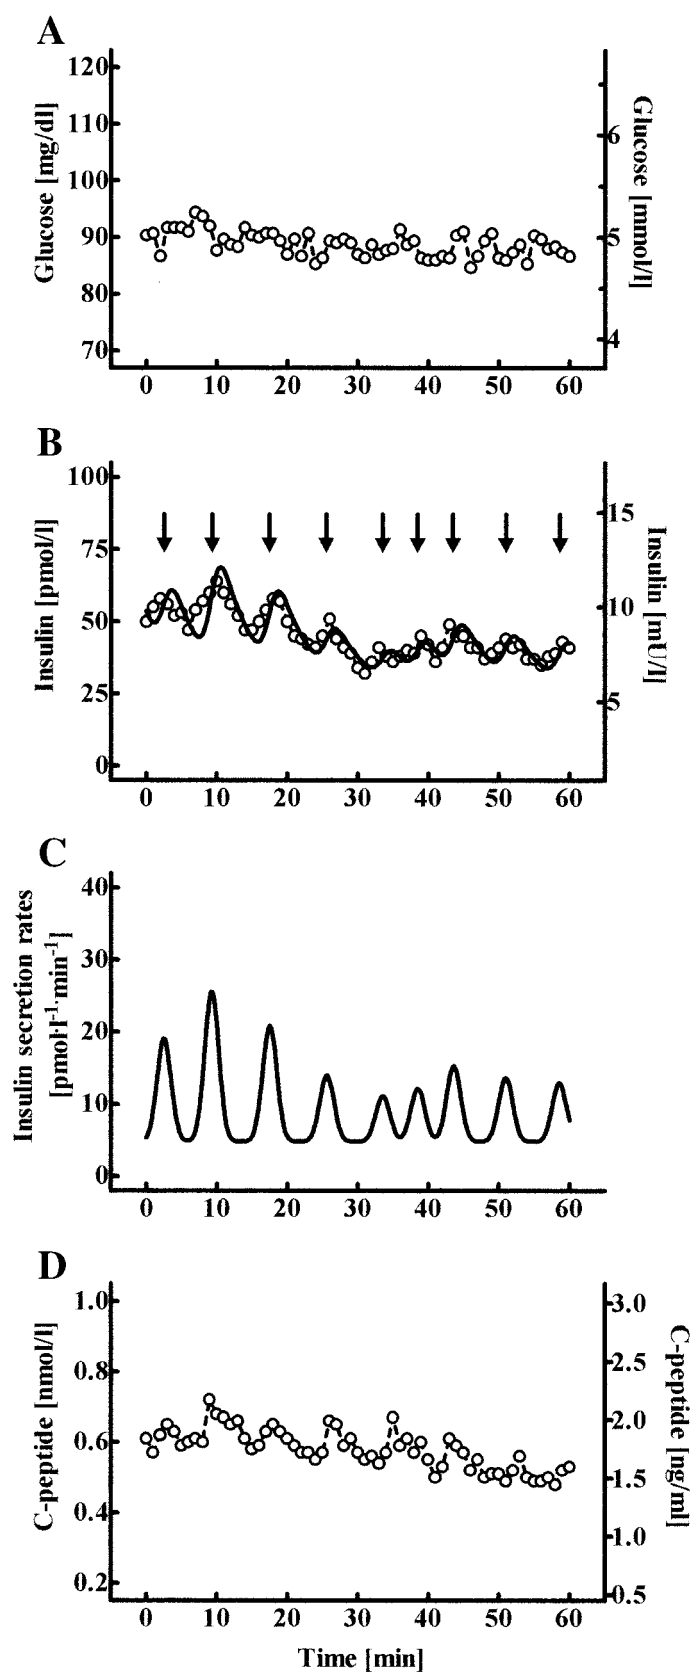 A
Glucose [mg/dl]
120
110
100
90
80
70
6
5
4
Glucose [mmol/l]
0 10 20 30 40 50 60
B
Insulin [pmol/l]
100
75
50
25
0
15
10
5
Insulin [mU/l]
0 10 20 30 40 50 60
C
Insulin secretion rates
[pmol·l-1·min-1]
40
30
20
10
0
0 10 20 30 40 50 60
D
C-peptide [nmol/l]
1.0
0.8
0.6
0.4
0.2
3.0
2.5
2.0
1.5
1.0
0.5
C-peptide [ng/ml]
0 10 20 30 40 50 60
Time [min]